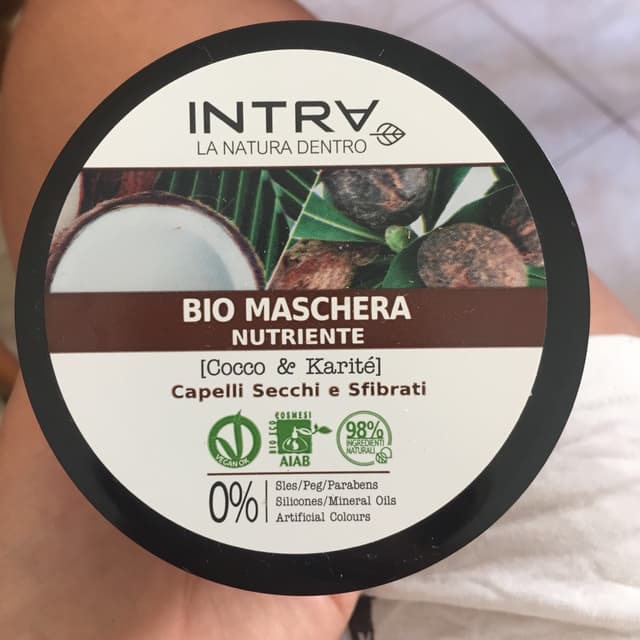 INTRA
LA NATURA DENTRO
BIO MASCHERA
NUTRIENTE
[Cocco & Karité]
Capelli Secchi e Sfibrati
VEGAN OK
BIO ECO COSMESI
AIAB
98%
INGREDIENTI
NATURALI
0%
Sles/Peg/Parabens
Silicones/Mineral Oils
Artificial Colours